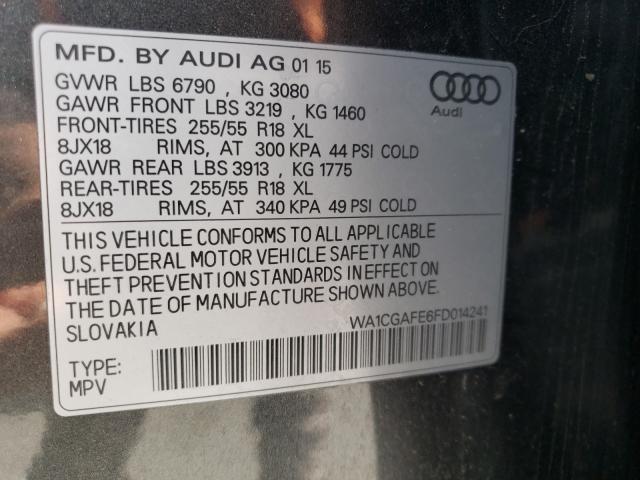 MFD. BY AUDI AG 01 15
GVWR LBS 6790 , KG 3080
GAWR FRONT LBS 3219 , KG 1460
FRONT-TIRES 255/55 R18 XL
8JX18 RIMS, AT 300 KPA 44 PSI COLD
GAWR REAR LBS 3913 , KG 1775
REAR-TIRES 255/55 R18 XL
8JX18 RIMS, AT 340 KPA 49 PSI COLD
Audi
THIS VEHICLE CONFORMS TO ALL APPLICABLE
U.S. FEDERAL MOTOR VEHICLE SAFETY AND
THEFT PREVENTION STANDARDS IN EFFECT ON
THE DATE OF MANUFACTURE SHOWN ABOVE.
SLOVAKIA
WA1CGAFE6FD014241
TYPE:
MPV